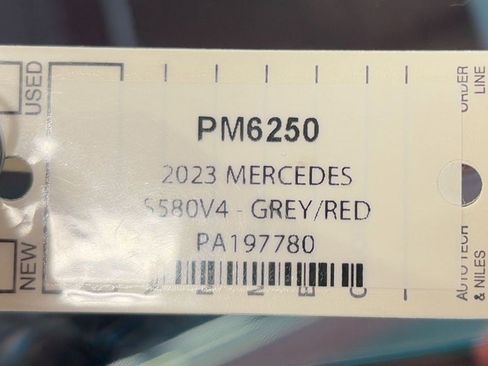 USED
NEW
PM6250
2023 MERCEDES
S580V4 - GREY/RED
PA197780
ORDER
LINE
AUTO TECH
& NILES